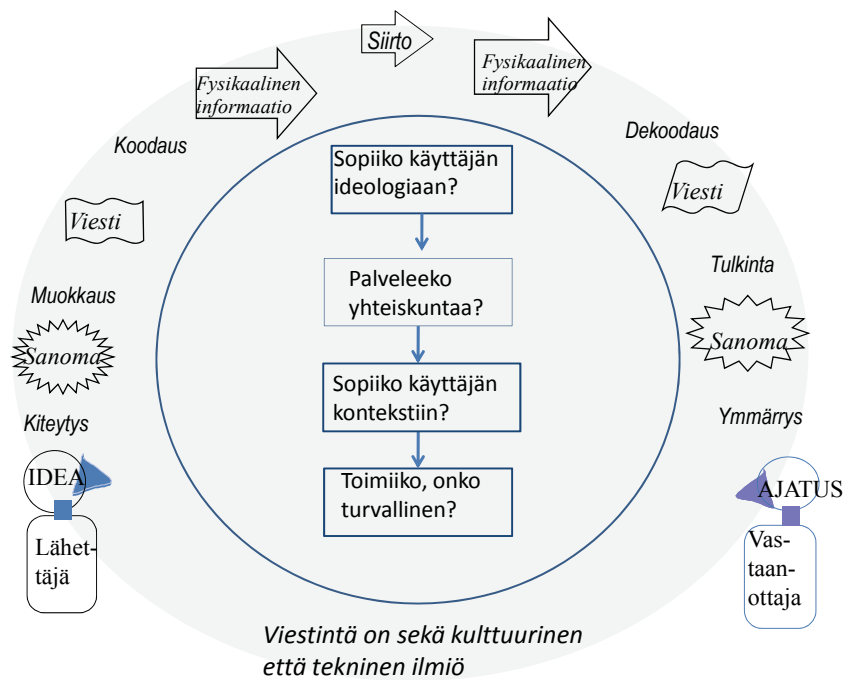 Siirto
Fysikaalinen
informaatio
Fysikaalinen
informaatio
Koodaus
Dekoodaus
Viesti
Viesti
Muokkaus
Tulkinta
Sanoma
Sanoma
Kiteytys
Ymmärrys
IDEA
AJATUS
Lähet-
täjä
Vas-
taan-
ottaja
Sopiiko käyttäjän
ideologiaan?
Palveleeko
yhteiskuntaa?
Sopiiko käyttäjän
kontekstiin?
Toimiiko, onko
turvallinen?
Viestintä on sekä kulttuurinen
että tekninen ilmiö